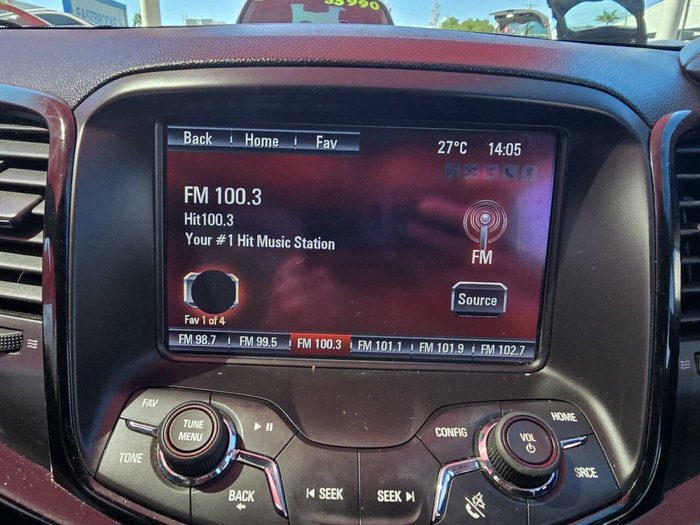 EASTBROOKE
35990
Back Home Fav
27°C 14:05
FM 100.3
Hit100.3
Your #1 Hit Music Station
FM
Source
Fav 1 of 4
FM 98.7 FM 99.5 FM 100.3 FM 101.1 FM 101.9 FM 102.7
FAV
TUNE
MENU
TONE
BACK
SEEK
SEEK
CONFIG
VOL
HOME
SRCE